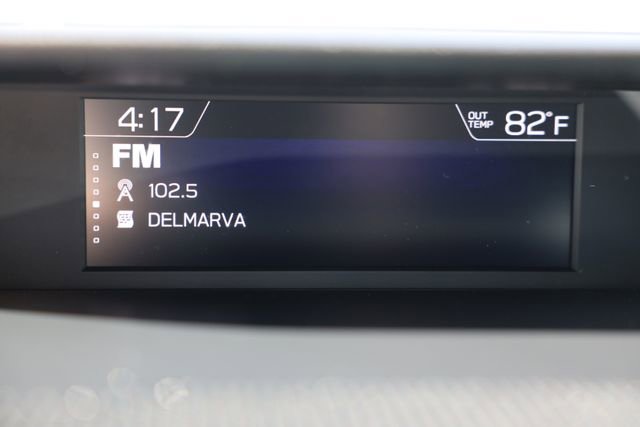 4:17
OUT TEMP 82°F
FM
102.5
DELMARVA